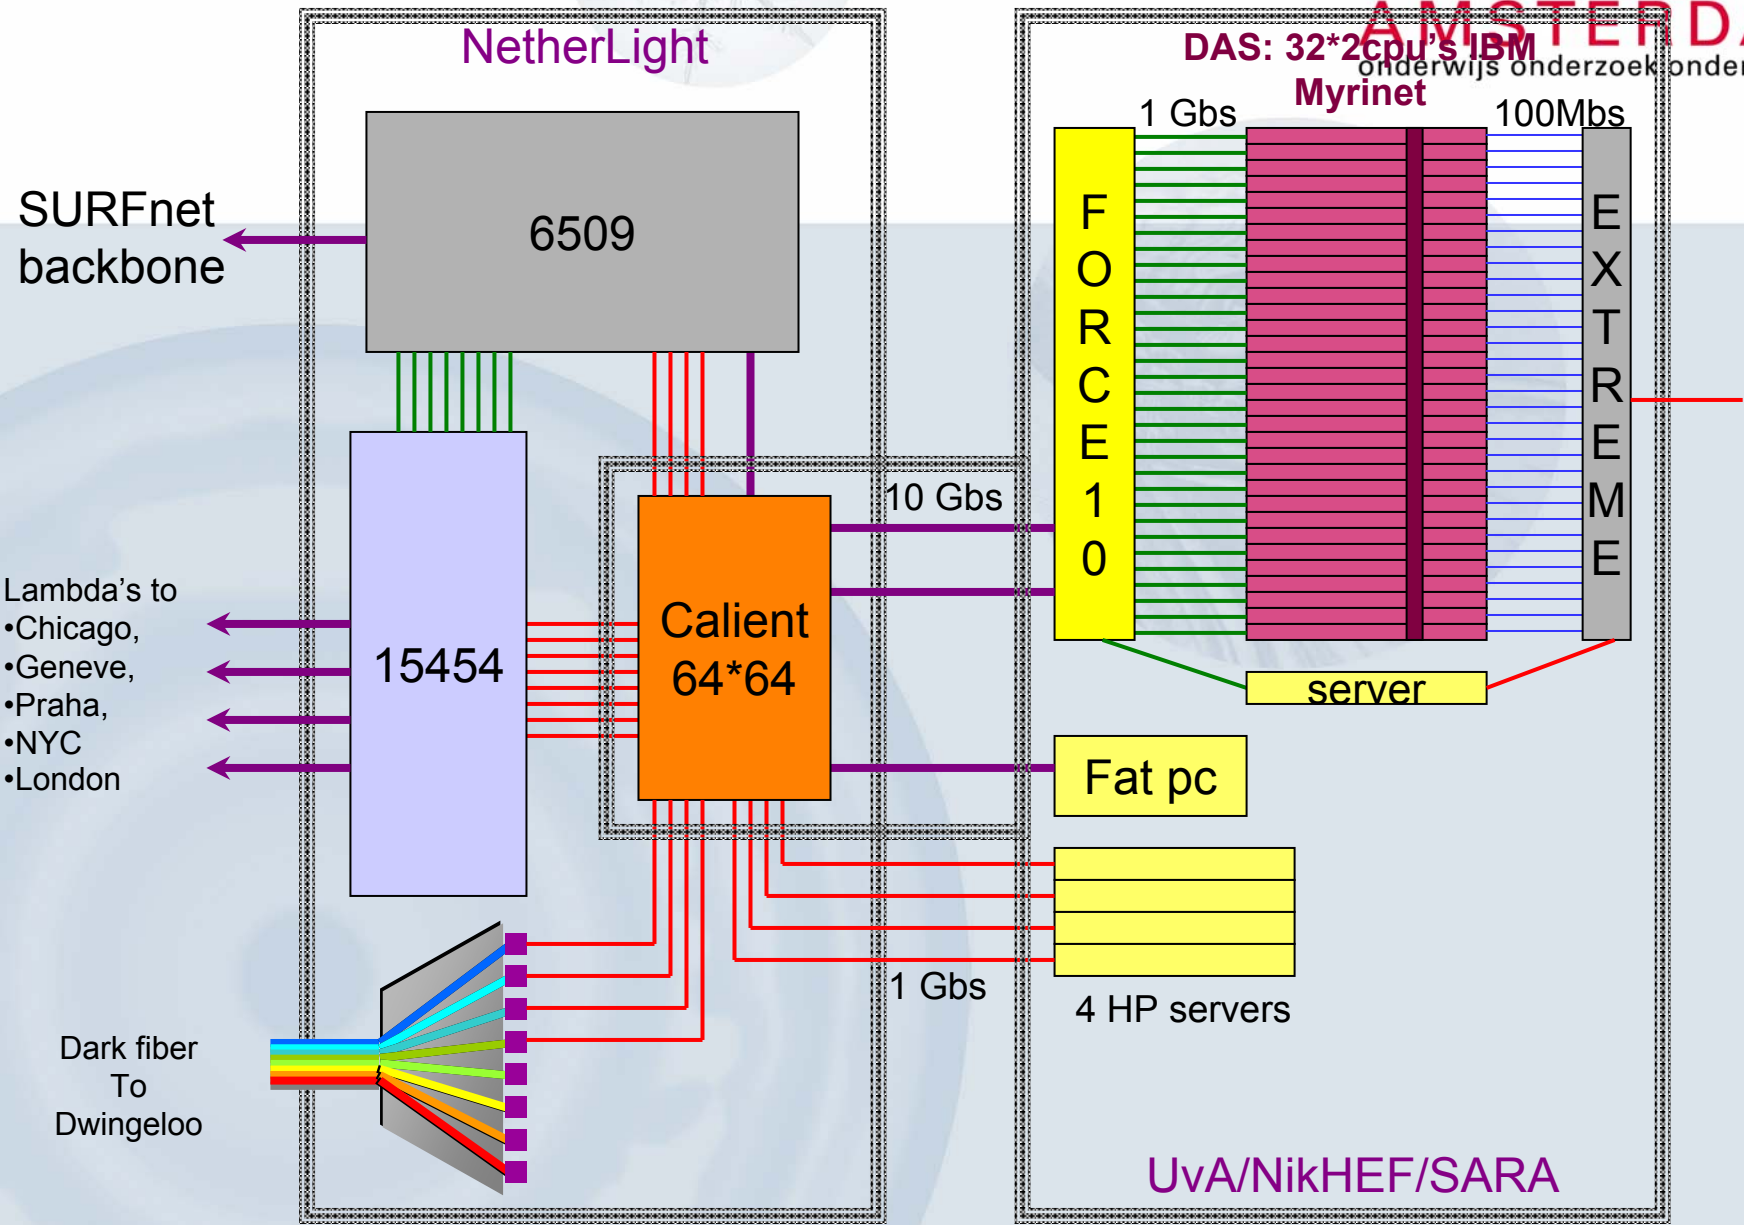 NetherLight
AMSTERDA
DAS: 32*2cpu's IBM
onderwijs onderzoek onder
Myrinet
1 Gbs
100Mbs
SURFnet
backbone
6509
FORCE10
EXTREME
10 Gbs
Calient
64*64
15454
Lambda's to
•Chicago,
•Geneve,
•Praha,
•NYC
•London
server
Fat pc
1 Gbs
4 HP servers
Dark fiber
To
Dwingeloo
UvA/NikHEF/SARA